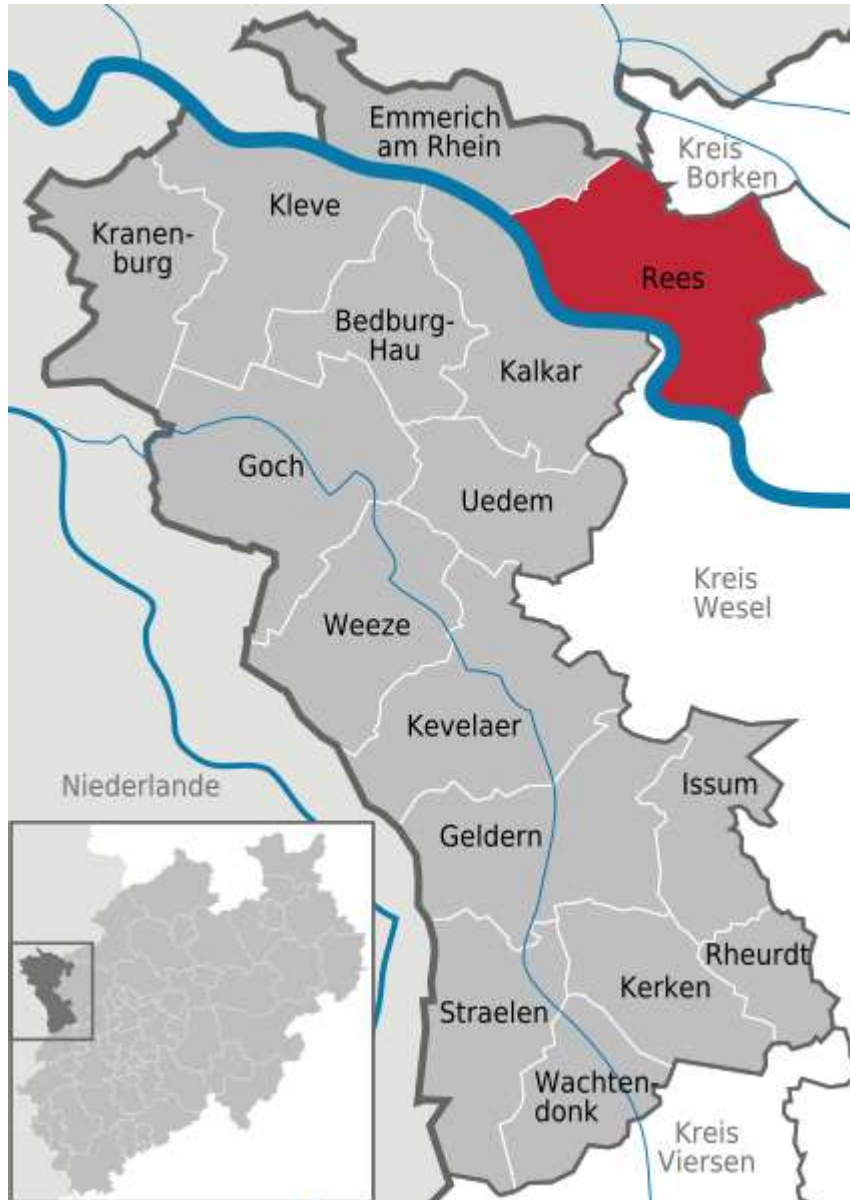 Emmerich
am Rhein
Kreis
Borken
Kleve
Kranen-
burg
Rees
Bedburg-
Hau
Kalkar
Goch
Uedem
Kreis
Wesel
Weeze
Kevelaer
Niederlande
Issum
Geldern
Rheurdt
Kerken
Straelen
Wachten-
donk
Kreis
Viersen